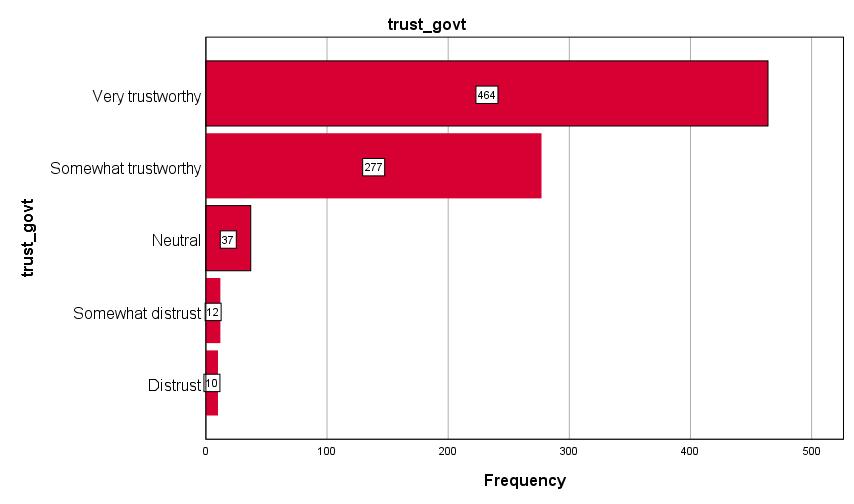 trust_govt
Very trustworthy
464
Somewhat trustworthy
277
trust_govt
Neutral
37
Somewhat distrust
12
Distrust
10
0 100 200 300 400 500
Frequency